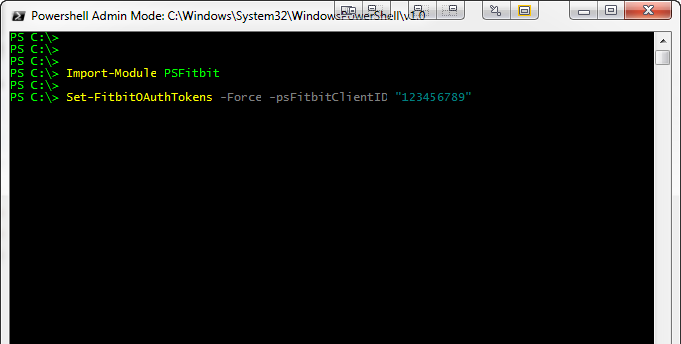 Powershell Admin Mode: C:\Windows\System32\WindowsPowerShell\v1.0
PS C:\>
PS C:\>
PS C:\>
PS C:\> Import-Module PSFitbit
PS C:\>
PS C:\> Set-FitbitOAuthTokens -Force -psFitbitClientID "123456789"